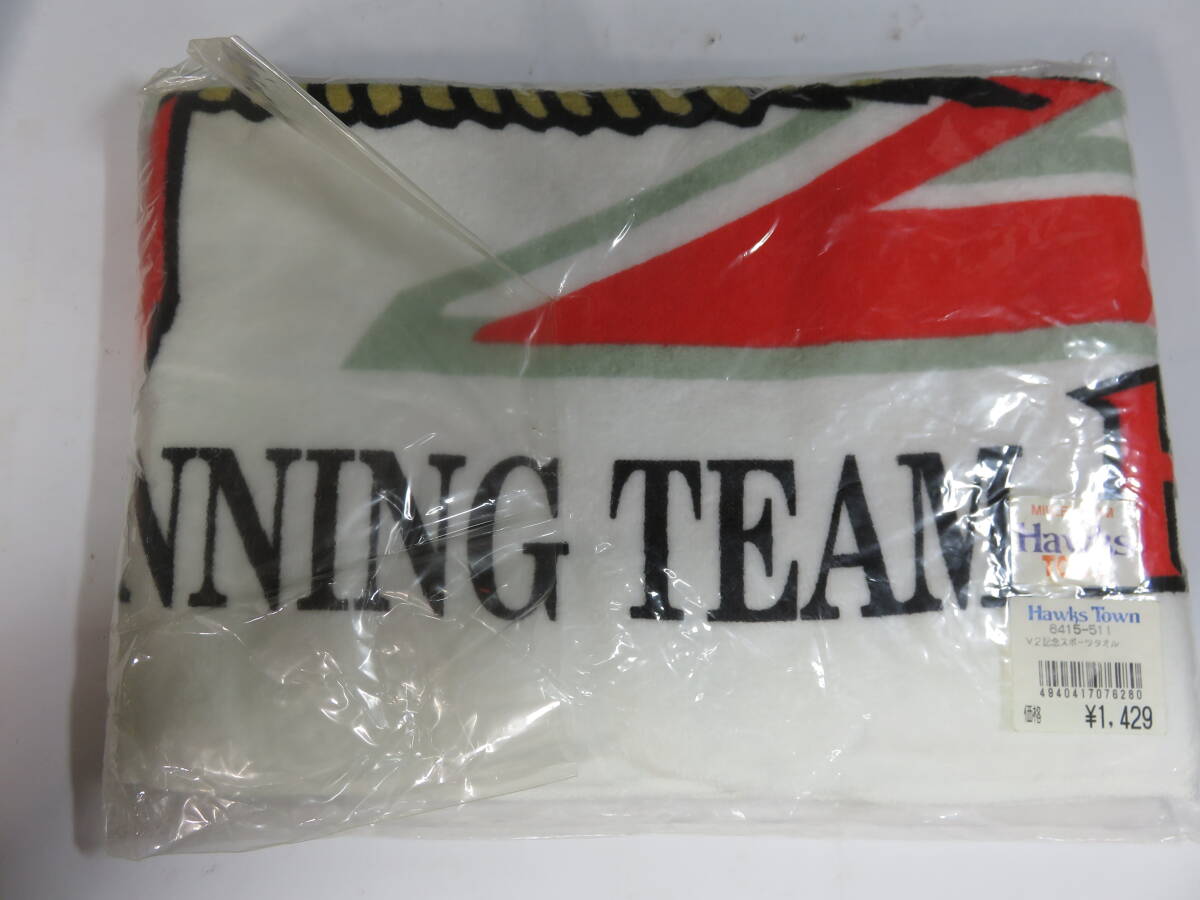 NNING TEAM
Hawks
Hawks Town
6415-511
V2記念スポーツタオル
4940417076280
価格 ¥1,429